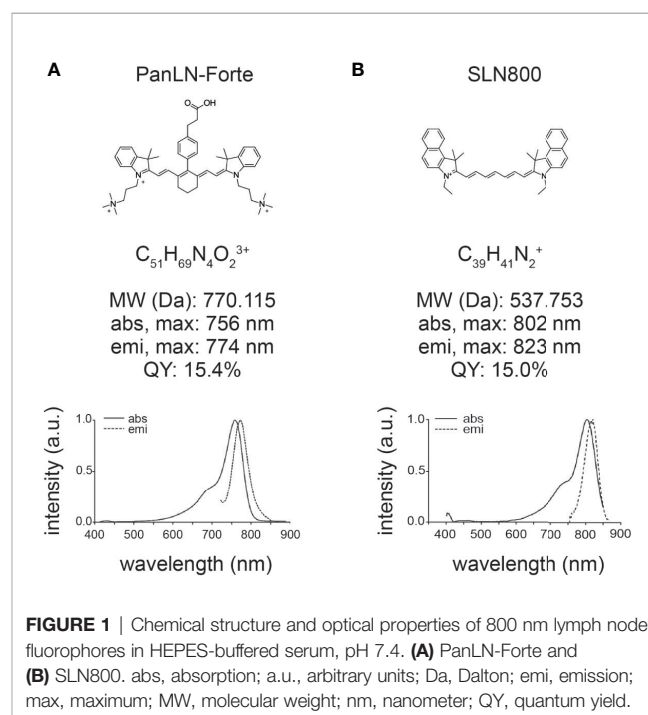 A
PanLN-Forte
O
OH
N
+
N
N
+
N
+
C51H69N4O2 3+
MW (Da): 770.115
abs, max: 756 nm
emi, max: 774 nm
QY: 15.4%
abs
emi
intensity (a.u.)
1.0
0.5
0
400 500 600 700 800 900
wavelength (nm)
B
SLN800
N
+
N
C39H41N2+
MW (Da): 537.753
abs, max: 802 nm
emi, max: 823 nm
QY: 15.0%
abs
emi
intensity (a.u.)
1.0
0.5
0
400 500 600 700 800 900
wavelength (nm)
FIGURE 1 | Chemical structure and optical properties of 800 nm lymph node
fluorophores in HEPES-buffered serum, pH 7.4. (A) PanLN-Forte and
(B) SLN800. abs, absorption; a.u., arbitrary units; Da, Dalton; emi, emission;
max, maximum; MW, molecular weight; nm, nanometer; QY, quantum yield.